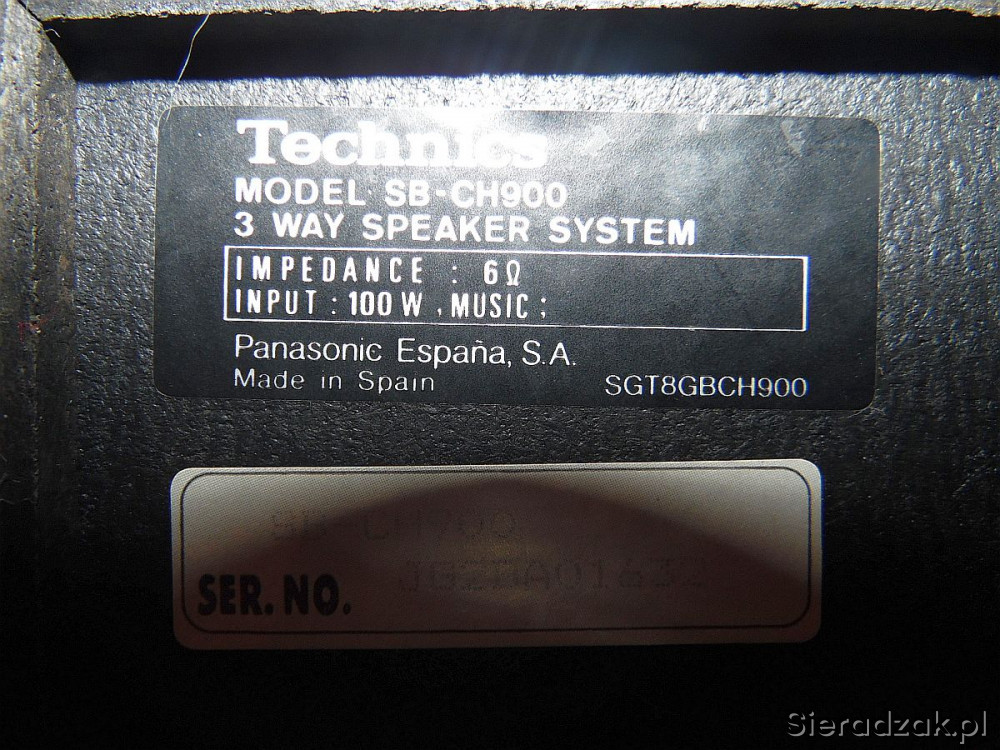 Technics
MODEL SB-CH900
3 WAY SPEAKER SYSTEM
IMPEDANCE : 6Ω
INPUT : 100W , MUSIC ;
Panasonic España, S.A.
Made in Spain SGT8GBCH900
SER. NO.
Sieradzak.pl